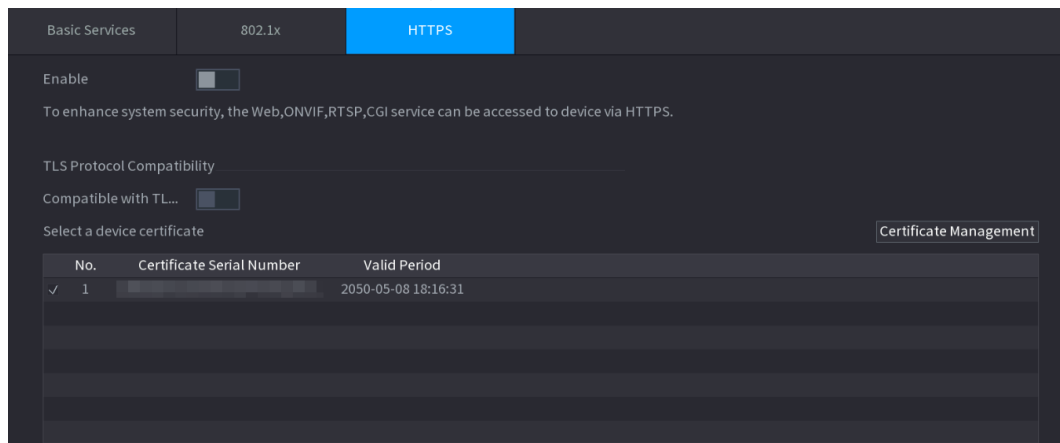 Basic Services 802.1x HTTPS
Enable
To enhance system security, the Web,ONVIF,RTSP,CGI service can be accessed to device via HTTPS.
TLS Protocol Compatibility
Compatible with TL...
Select a device certificate Certificate Management
No. Certificate Serial Number Valid Period
1 2050-05-08 18:16:31